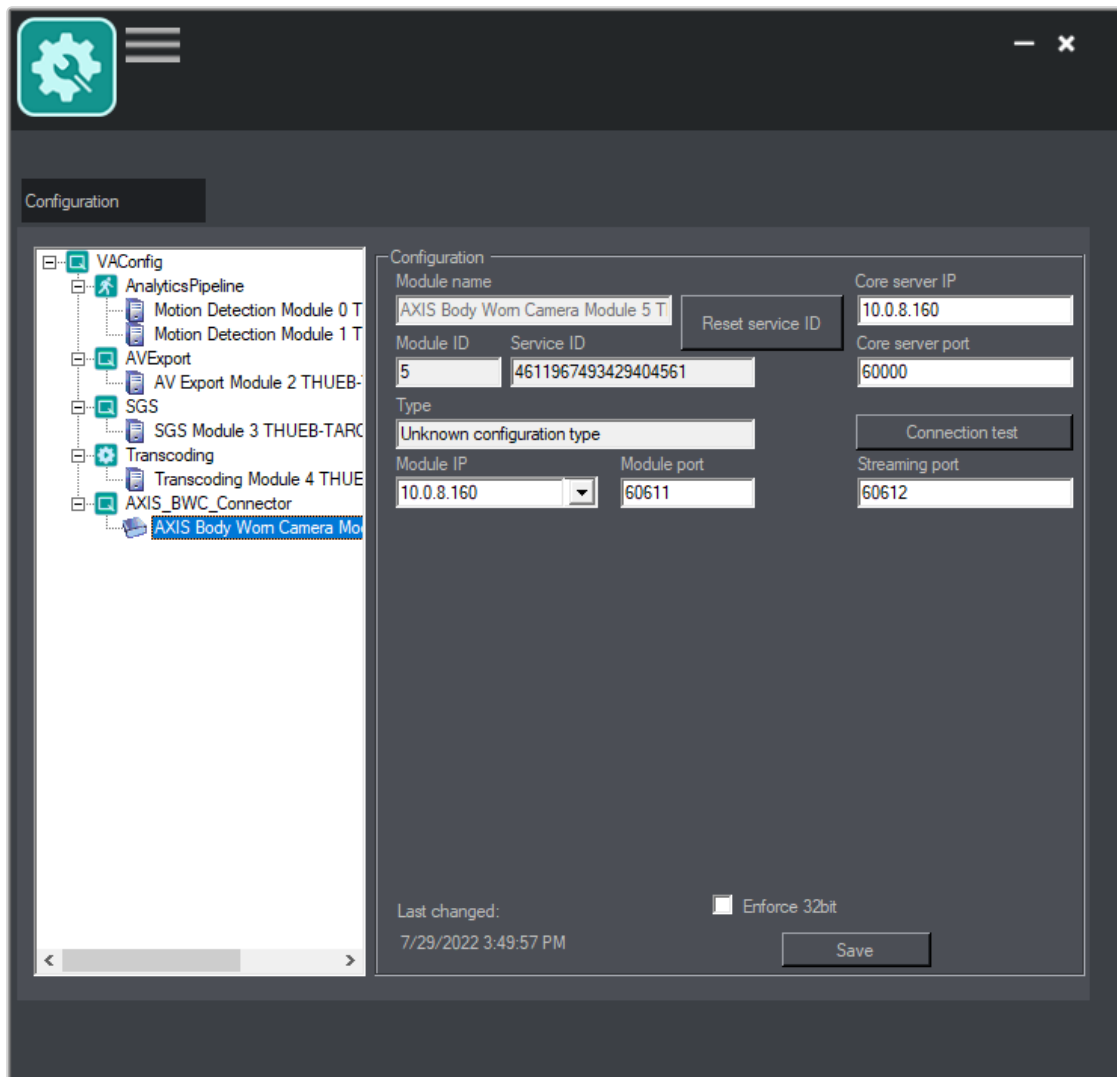 Configuration
VAConfig
AnalyticsPipeline
Motion Detection Module 0 T
Motion Detection Module 1 T
AVExport
AV Export Module 2 THUEB-
SGS
SGS Module 3 THUEB-TARG
Transcoding
Transcoding Module 4 THUE
AXIS_BWC_Connector
AXIS Body Worn Camera Mo
Configuration
Module name
Core server IP
AXIS Body Worn Camera Module 5 T
Reset service ID
10.0.8.160
Module ID
Service ID
Core server port
5
4611967493429404561
60000
Type
Unknown configuration type
Connection test
Module IP
Module port
Streaming port
10.0.8.160
60611
60612
Last changed:
Enforce 32bit
7/29/2022 3:49:57 PM
Save